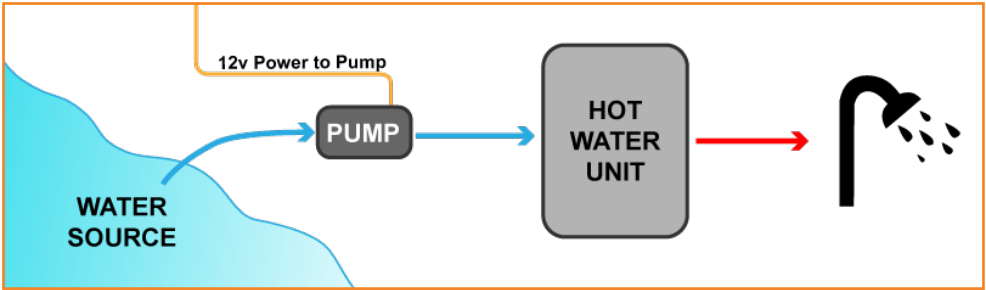 12v Power to Pump
PUMP
HOT
WATER
UNIT
WATER
SOURCE